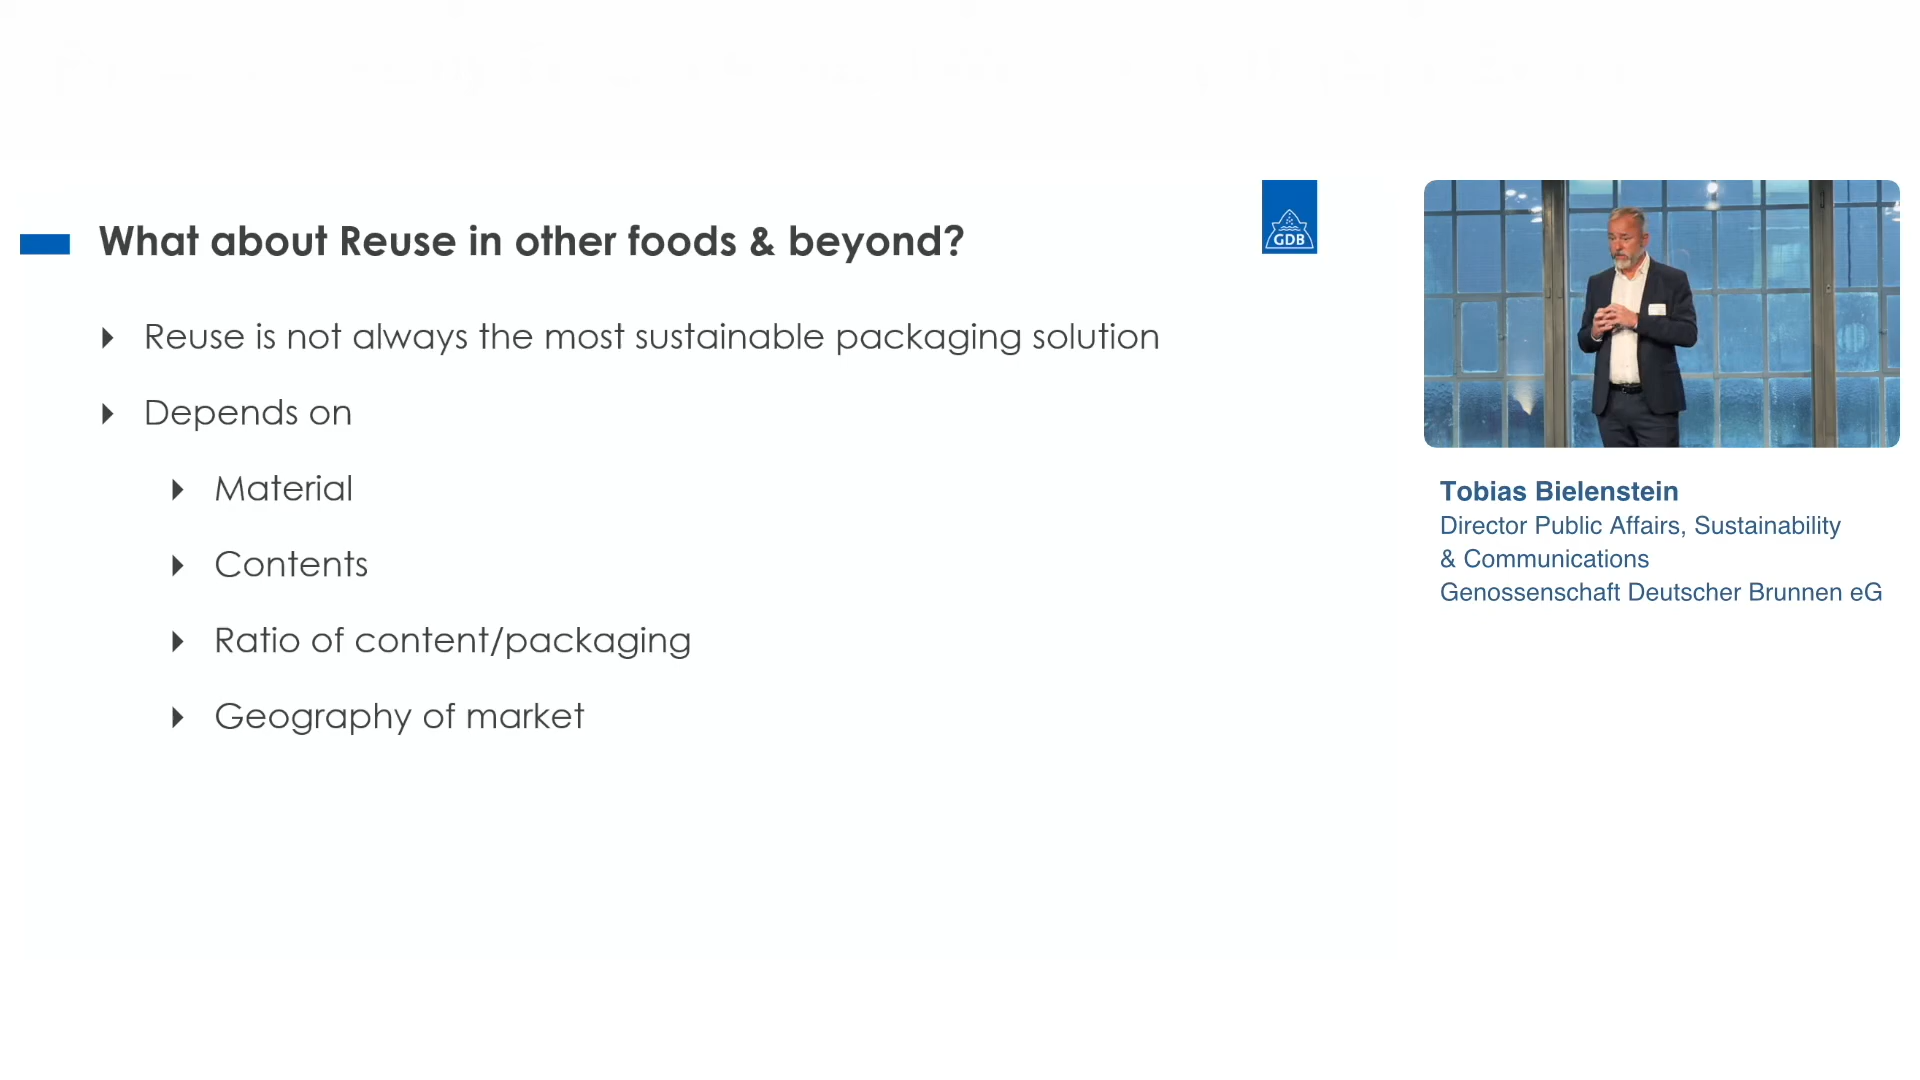 What about Reuse in other foods & beyond?
GDB
Reuse is not always the most sustainable packaging solution
Depends on
Material
Contents
Ratio of content/packaging
Geography of market
Tobias Bielenstein
Director Public Affairs, Sustainability
& Communications
Genossenschaft Deutscher Brunnen eG